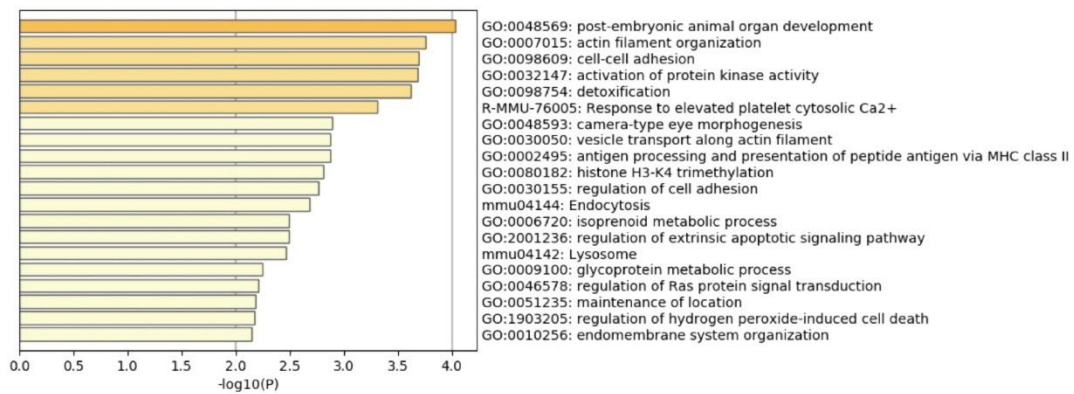 GO:0048569: post-embryonic animal organ development
GO:0007015: actin filament organization
GO:0098609: cell-cell adhesion
GO:0032147: activation of protein kinase activity
GO:0098754: detoxification
R-MMU-76005: Response to elevated platelet cytosolic Ca2+
GO:0048593: camera-type eye morphogenesis
GO:0030050: vesicle transport along actin filament
GO:0002495: antigen processing and presentation of peptide antigen via MHC class II
GO:0080182: histone H3-K4 trimethylation
GO:0030155: regulation of cell adhesion
mmu04144: Endocytosis
GO:0006720: isoprenoid metabolic process
GO:2001236: regulation of extrinsic apoptotic signaling pathway
mmu04142: Lysosome
GO:0009100: glycoprotein metabolic process
GO:0046578: regulation of Ras protein signal transduction
GO:0051235: maintenance of location
GO:1903205: regulation of hydrogen peroxide-induced cell death
GO:0010256: endomembrane system organization
0.0 0.5 1.0 1.5 2.0 2.5 3.0 3.5 4.0
-log10(P)